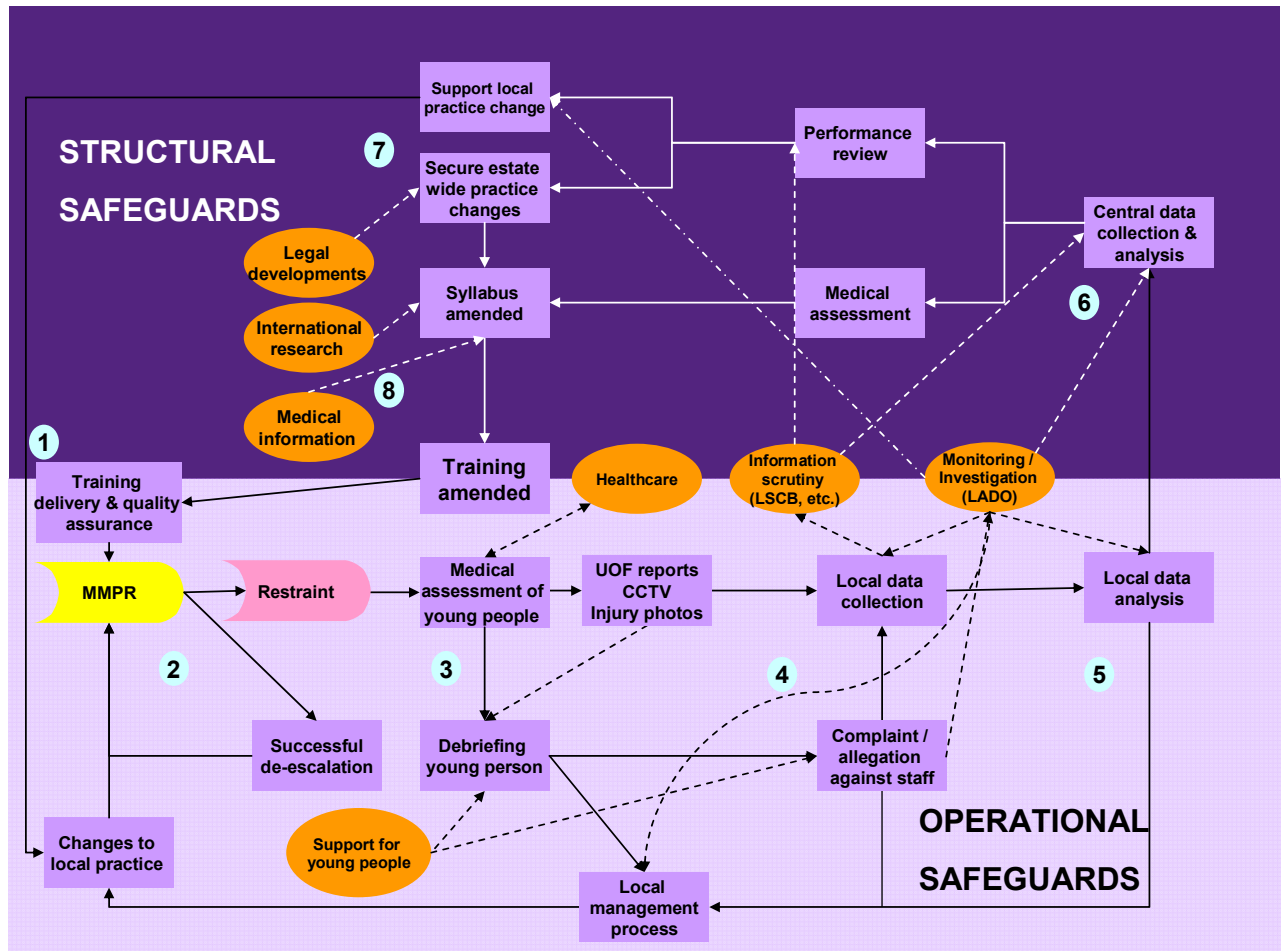 Support local
practice change
7
STRUCTURAL
SAFEGUARDS
Performance
review
Secure estate
wide practice
changes
Central data
collection &
analysis
Legal
developments
Syllabus
amended
Medical
assessment
6
International
research
8
Medical
information
1
Training
delivery & quality
assurance
Training
amended
Healthcare
Information
scrutiny
(LSCB, etc.)
Monitoring /
Investigation
(LADO)
MMPR
Restraint
Medical
assessment of
young people
UOF reports
CCTV
Injury photos
Local data
collection
Local data
analysis
2
3
4
5
Successful
de-escalation
Debriefing
young person
Complaint /
allegation
against staff
OPERATIONAL
SAFEGUARDS
Changes to
local practice
Support for
young people
Local
management
process